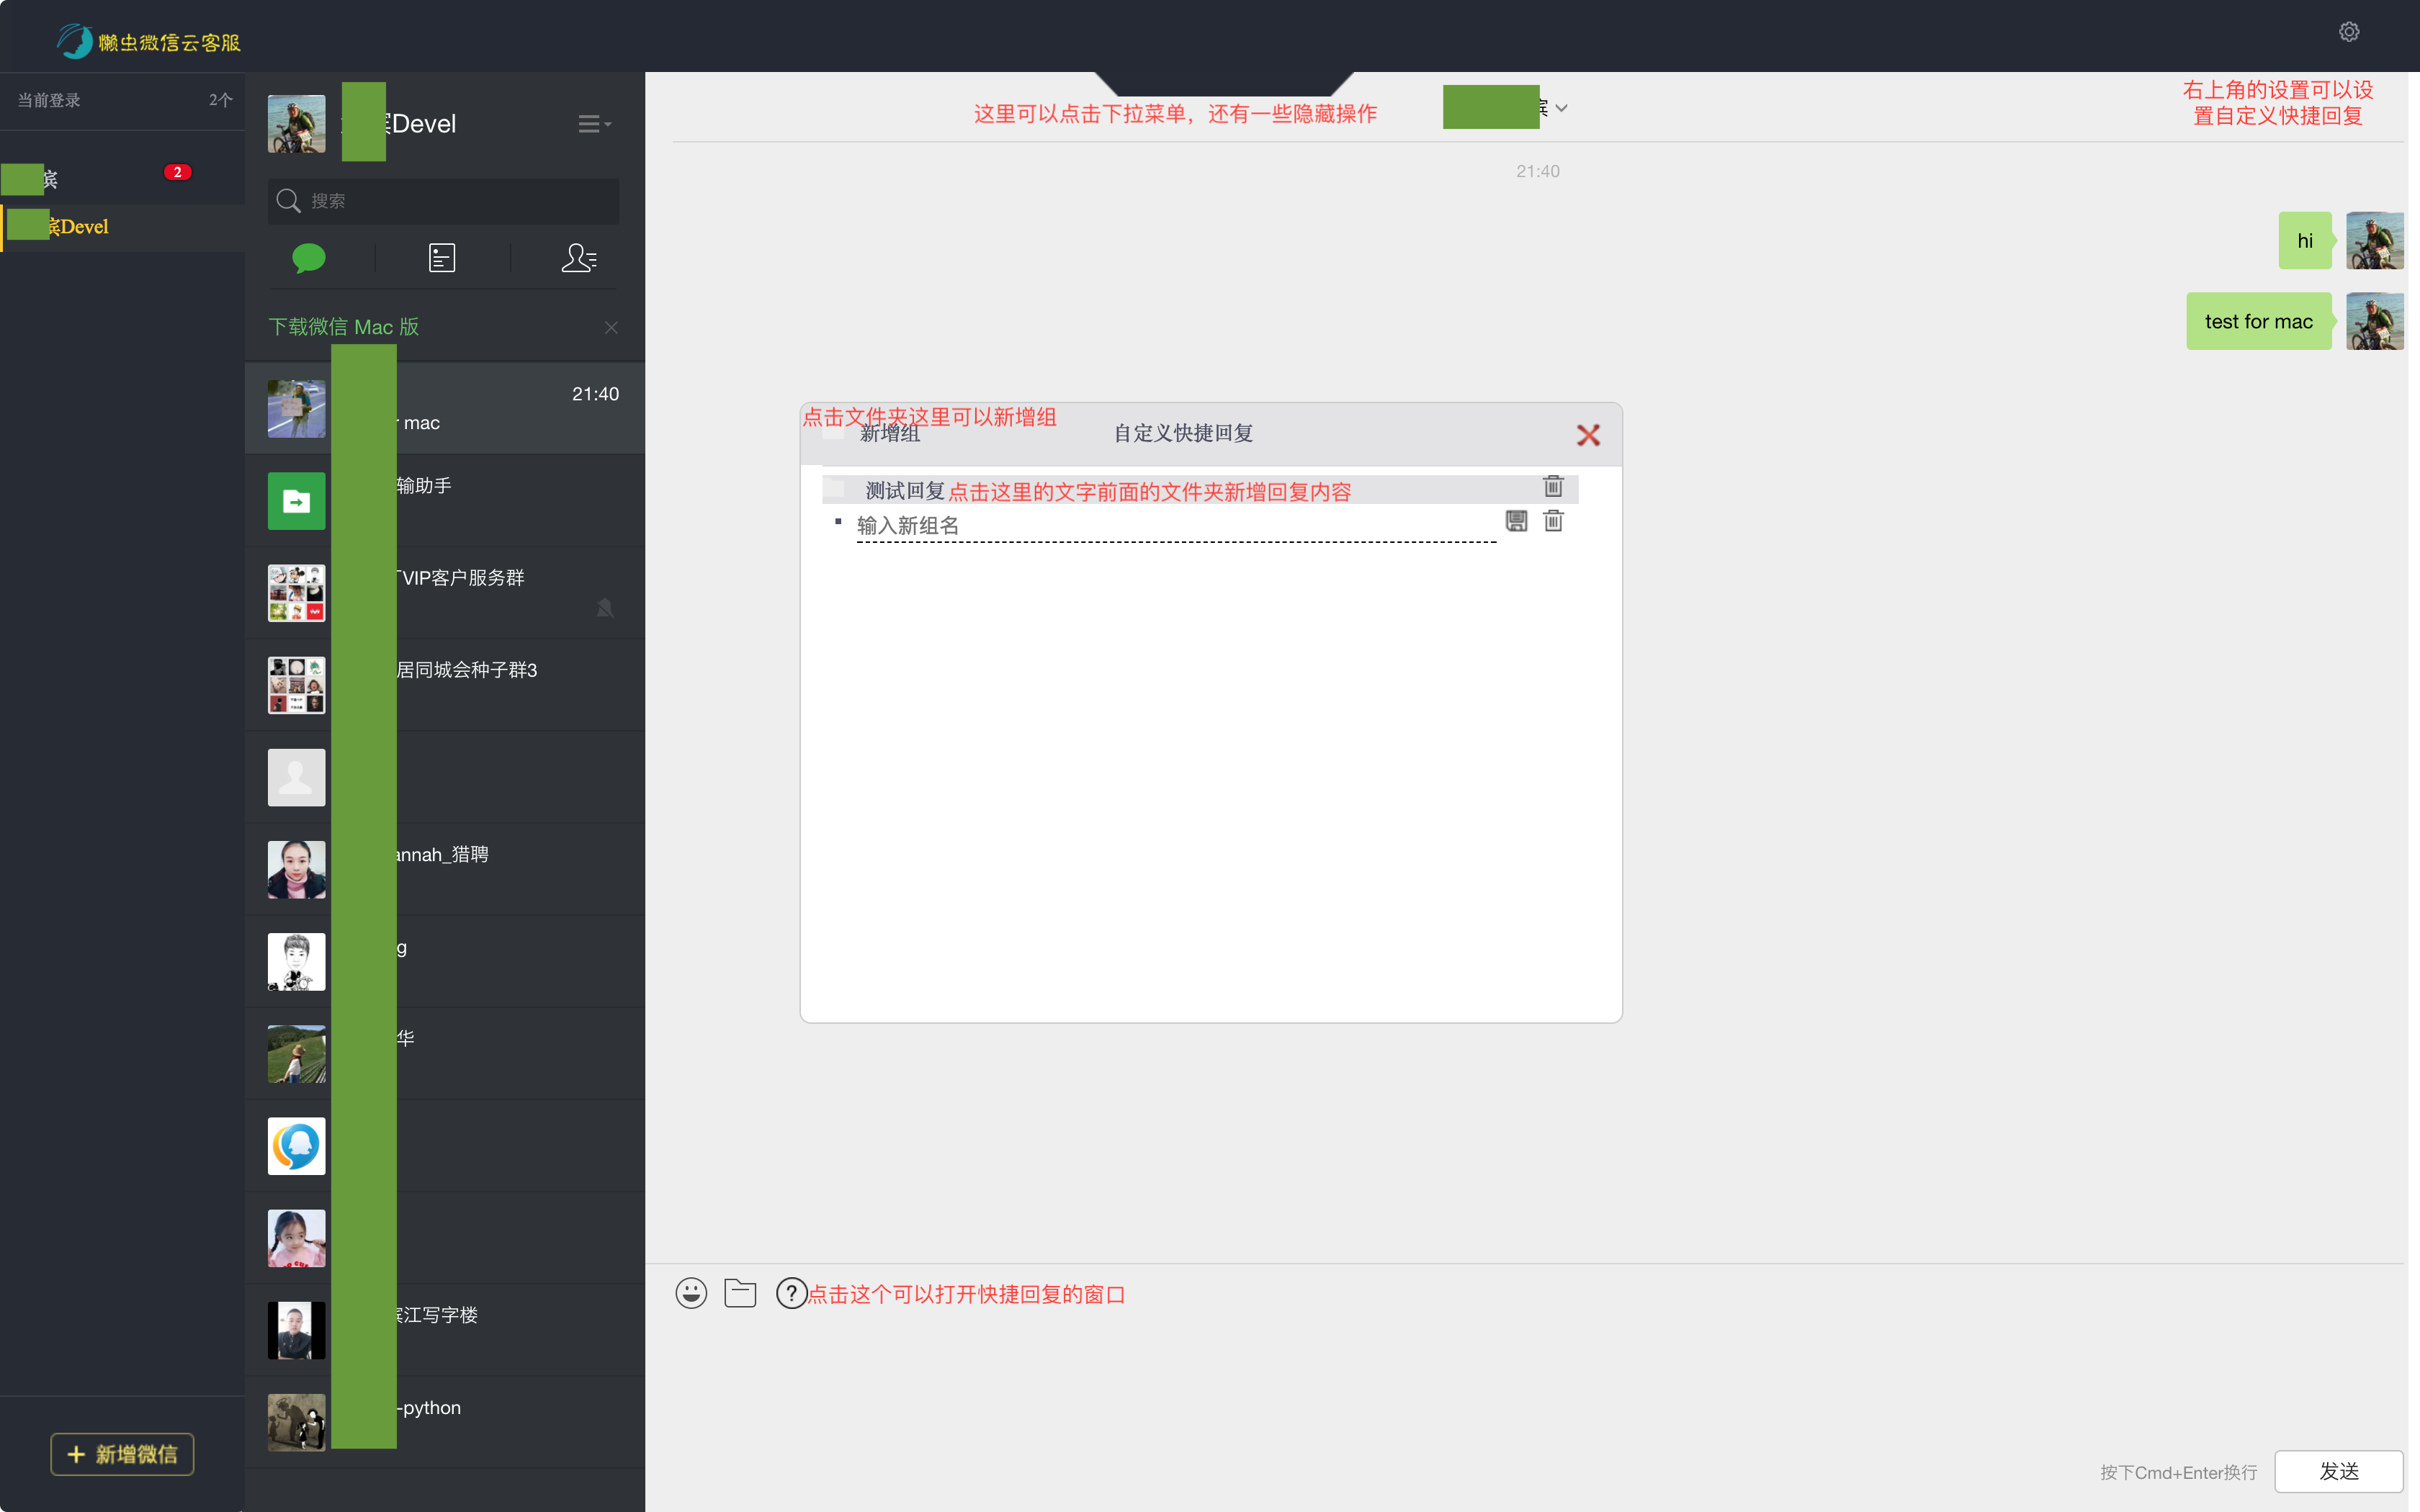 懒虫微信云客服
当前登录 2个
滨 2
滨Devel
新增微信
滨Devel
搜索
下载微信 Mac 版
21:40
r mac
输助手
VIP客户服务群
居同城会种子群3
annah_猎聘
g
华
滨江写字楼
-python
这里可以点击下拉菜单，还有一些隐藏操作
滨
右上角的设置可以设
置自定义快捷回复
21:40
hi
test for mac
点击文件夹这里可以新增组
新增组 自定义快捷回复
测试回复 点击这里的文字前面的文件夹新增回复内容
输入新组名
点击这个可以打开快捷回复的窗口
按下Cmd+Enter换行 发送